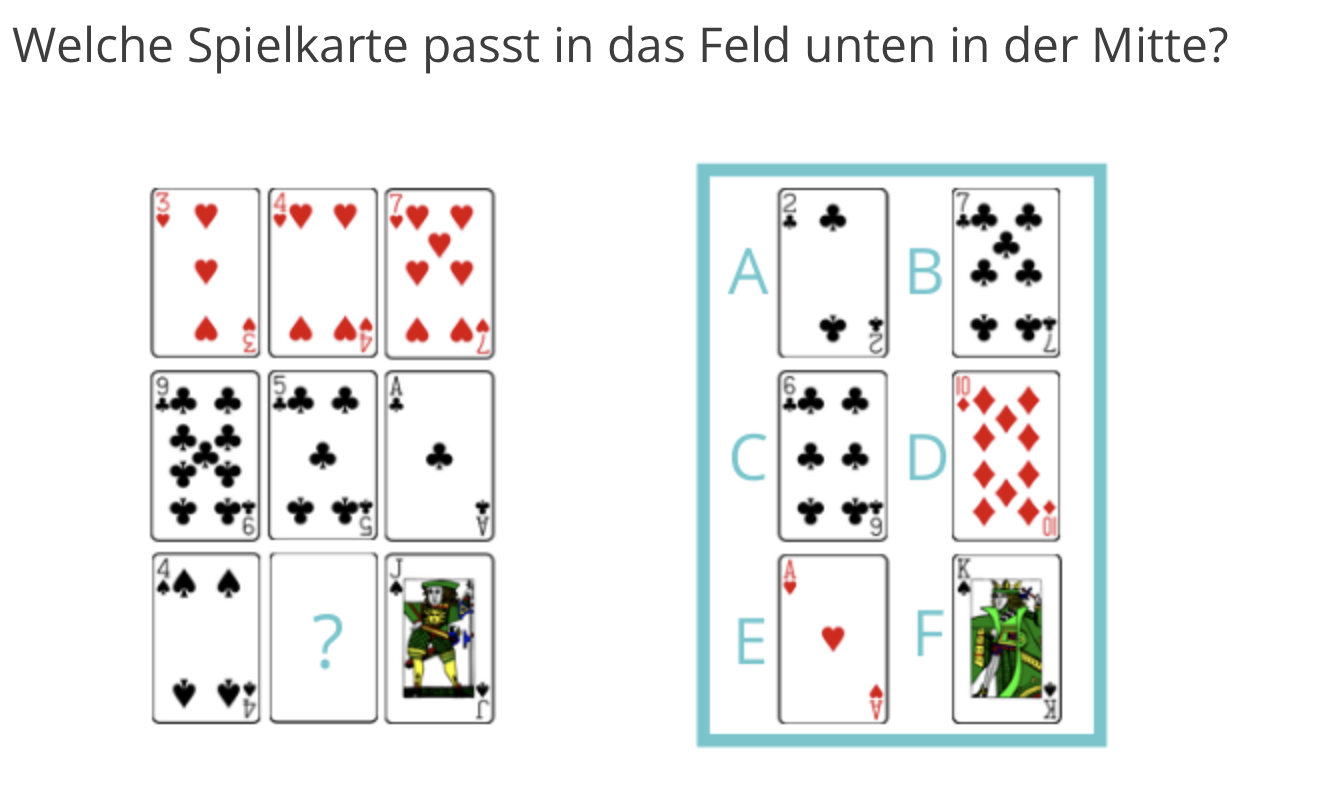 Welche Spielkarte passt in das Feld unten in der Mitte?
3 4 7
3 4 7
9 5 A
9 5 A
4 ? J
4 J
A 2 B 7
2 7
C 6 D 10
6 10
E A F K
A K